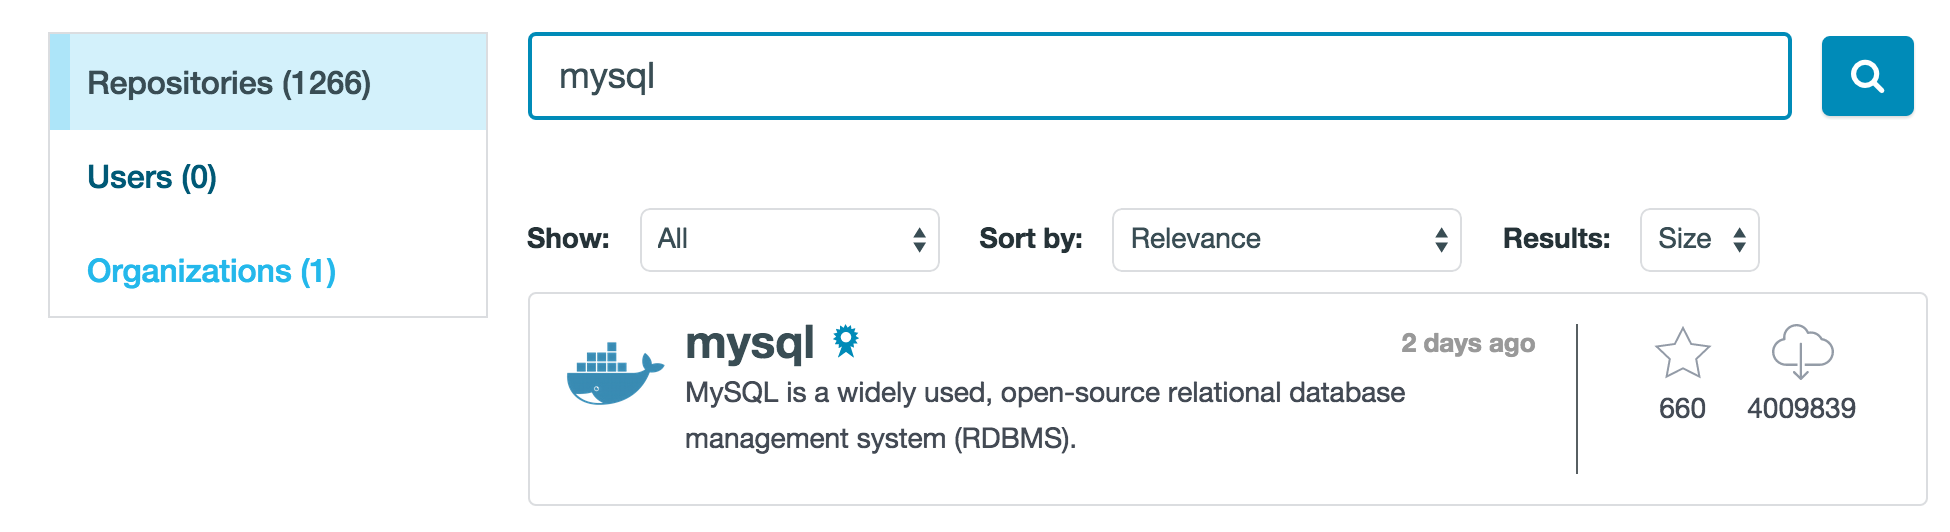 Repositories (1266)
Users (0)
Organizations (1)
mysql
Show: All Sort by: Relevance Results: Size
mysql
2 days ago
MySQL is a widely used, open-source relational database
management system (RDBMS).
660 4009839